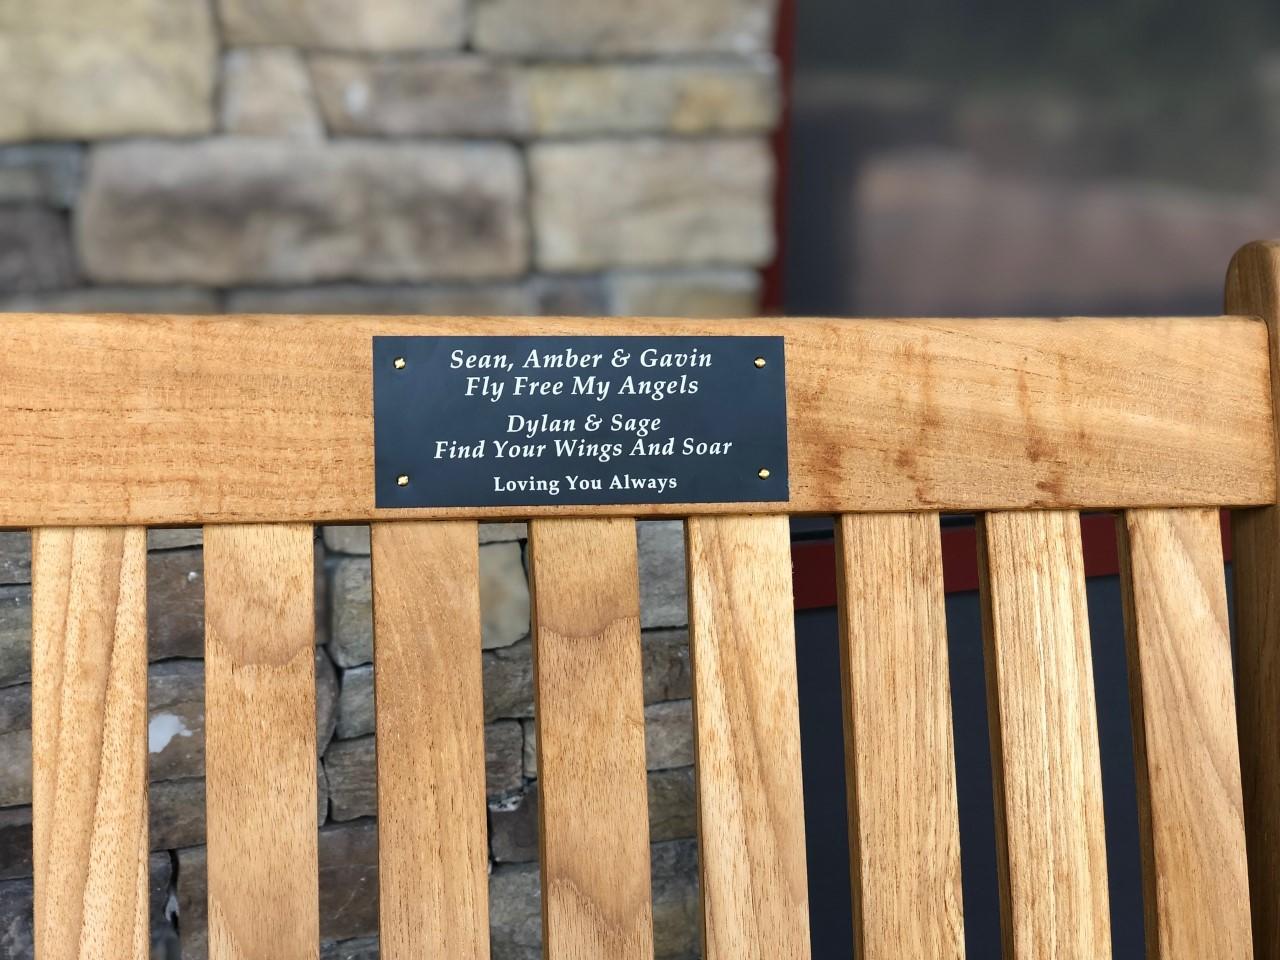 Sean, Amber & Gavin
Fly Free My Angels
Dylan & Sage
Find Your Wings And Soar
Loving You Always